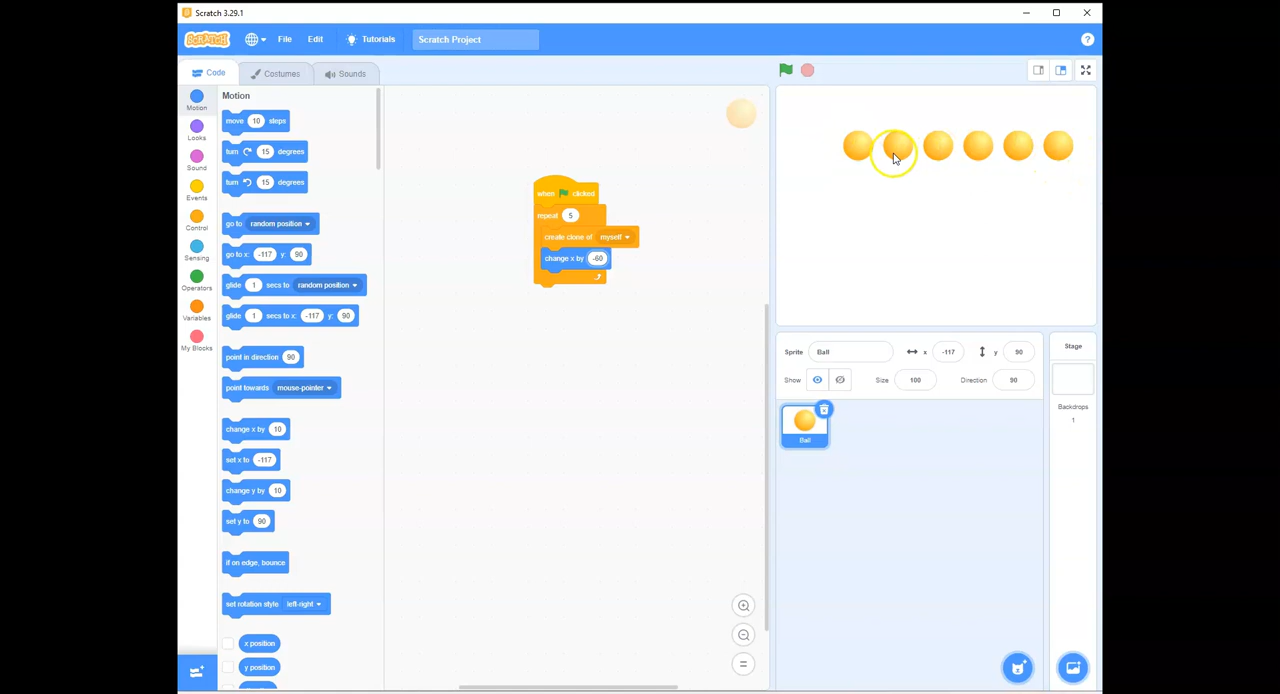 Scratch 3.29.1
SCRATCH File Edit Tutorials Scratch Project ?
Code Costumes Sounds
Motion
Looks
Sound
Events
Control
Sensing
Operators
Variables
My Blocks
Motion
move 10 steps
turn 15 degrees
turn 15 degrees
go to random position
go to x: -117 y: 90
glide 1 secs to random position
glide 1 secs to x: -117 y: 90
point in direction 90
point towards mouse-pointer
change x by 10
set x to -117
change y by 10
set y to 90
if on edge, bounce
set rotation style left-right
x position
y position
when clicked
repeat 5
create clone of myself
change x by -60
Sprite Ball x -117 y 90
Show Size 100 Direction 90
Ball
Stage
Backdrops
1